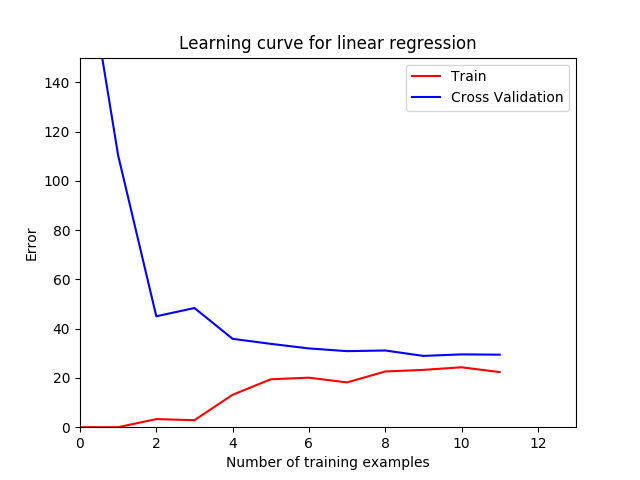 Learning curve for linear regression
Train
Cross Validation
140
120
100
80
60
40
20
0
Error
0 2 4 6 8 10 12
Number of training examples